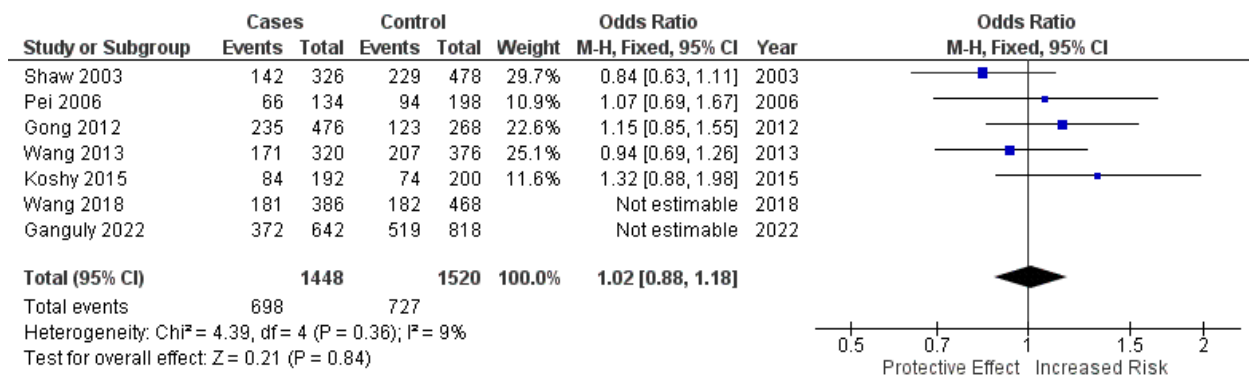 Cases Control Odds Ratio Odds Ratio
Study or Subgroup Events Total Events Total Weight M-H, Fixed, 95% CI Year M-H, Fixed, 95% CI
Shaw 2003 142 326 229 478 29.7% 0.84 [0.63, 1.11] 2003
Pei 2006 66 134 94 198 10.9% 1.07 [0.69, 1.67] 2006
Gong 2012 235 476 123 268 22.6% 1.15 [0.85, 1.55] 2012
Wang 2013 171 320 207 376 25.1% 0.94 [0.69, 1.26] 2013
Koshy 2015 84 192 74 200 11.6% 1.32 [0.88, 1.98] 2015
Wang 2018 181 386 182 468 Not estimable 2018
Ganguly 2022 372 642 519 818 Not estimable 2022
Total (95% CI) 1448 1520 100.0% 1.02 [0.88, 1.18]
Total events 698 727
Heterogeneity: Chi² = 4.39, df = 4 (P = 0.36); I² = 9%
Test for overall effect: Z = 0.21 (P = 0.84)
0.5 0.7 1 1.5 2
Protective Effect Increased Risk